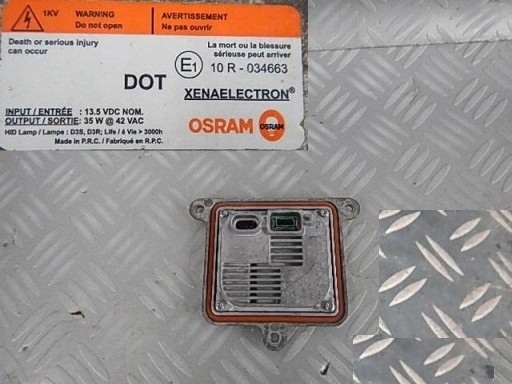 1KV WARNING
Do not open
AVERTISSEMENT
Ne pas ouvrir
Death or serious injury
can occur
La mort ou la blessure
sérieuse peut arriver
DOT
E1 10 R - 034663
XENAELECTRON®
INPUT / ENTRÉE : 13.5 VDC NOM.
OUTPUT / SORTIE: 35 W @ 42 VAC
HID Lamp / Lampe : D3S, D3R; Life / à Vie > 3000h
Made in P.R.C. / Fabriqué en R.P.C.
OSRAM OSRAM